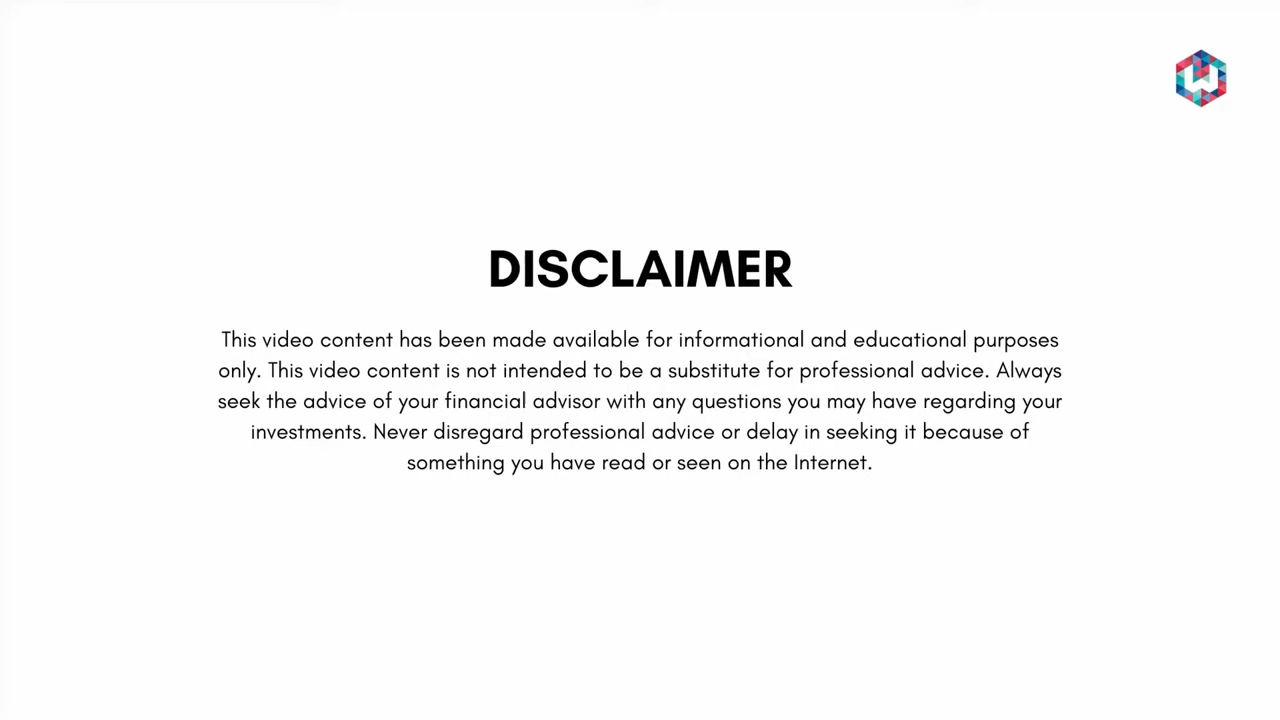 DISCLAIMER
This video content has been made available for informational and educational purposes
only. This video content is not intended to be a substitute for professional advice. Always
seek the advice of your financial advisor with any questions you may have regarding your
investments. Never disregard professional advice or delay in seeking it because of
something you have read or seen on the Internet.